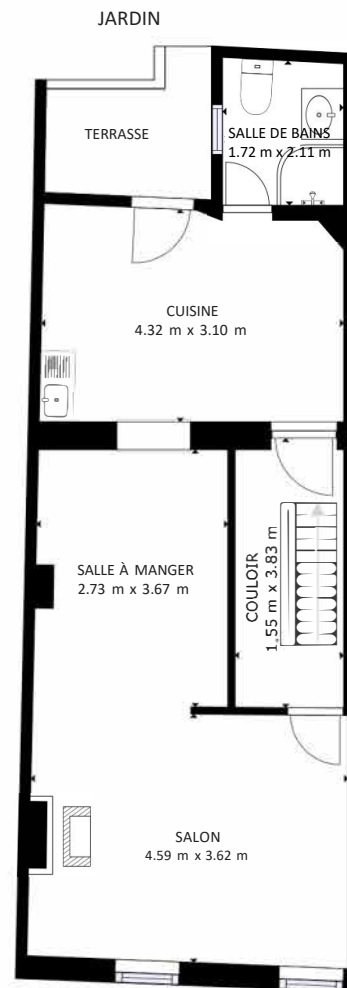 JARDIN
TERRASSE
SALLE DE BAINS
1.72 m x 2.11 m
CUISINE
4.32 m x 3.10 m
SALLE À MANGER
2.73 m x 3.67 m
COULOIR
1.55 m x 3.83 m
SALON
4.59 m x 3.62 m